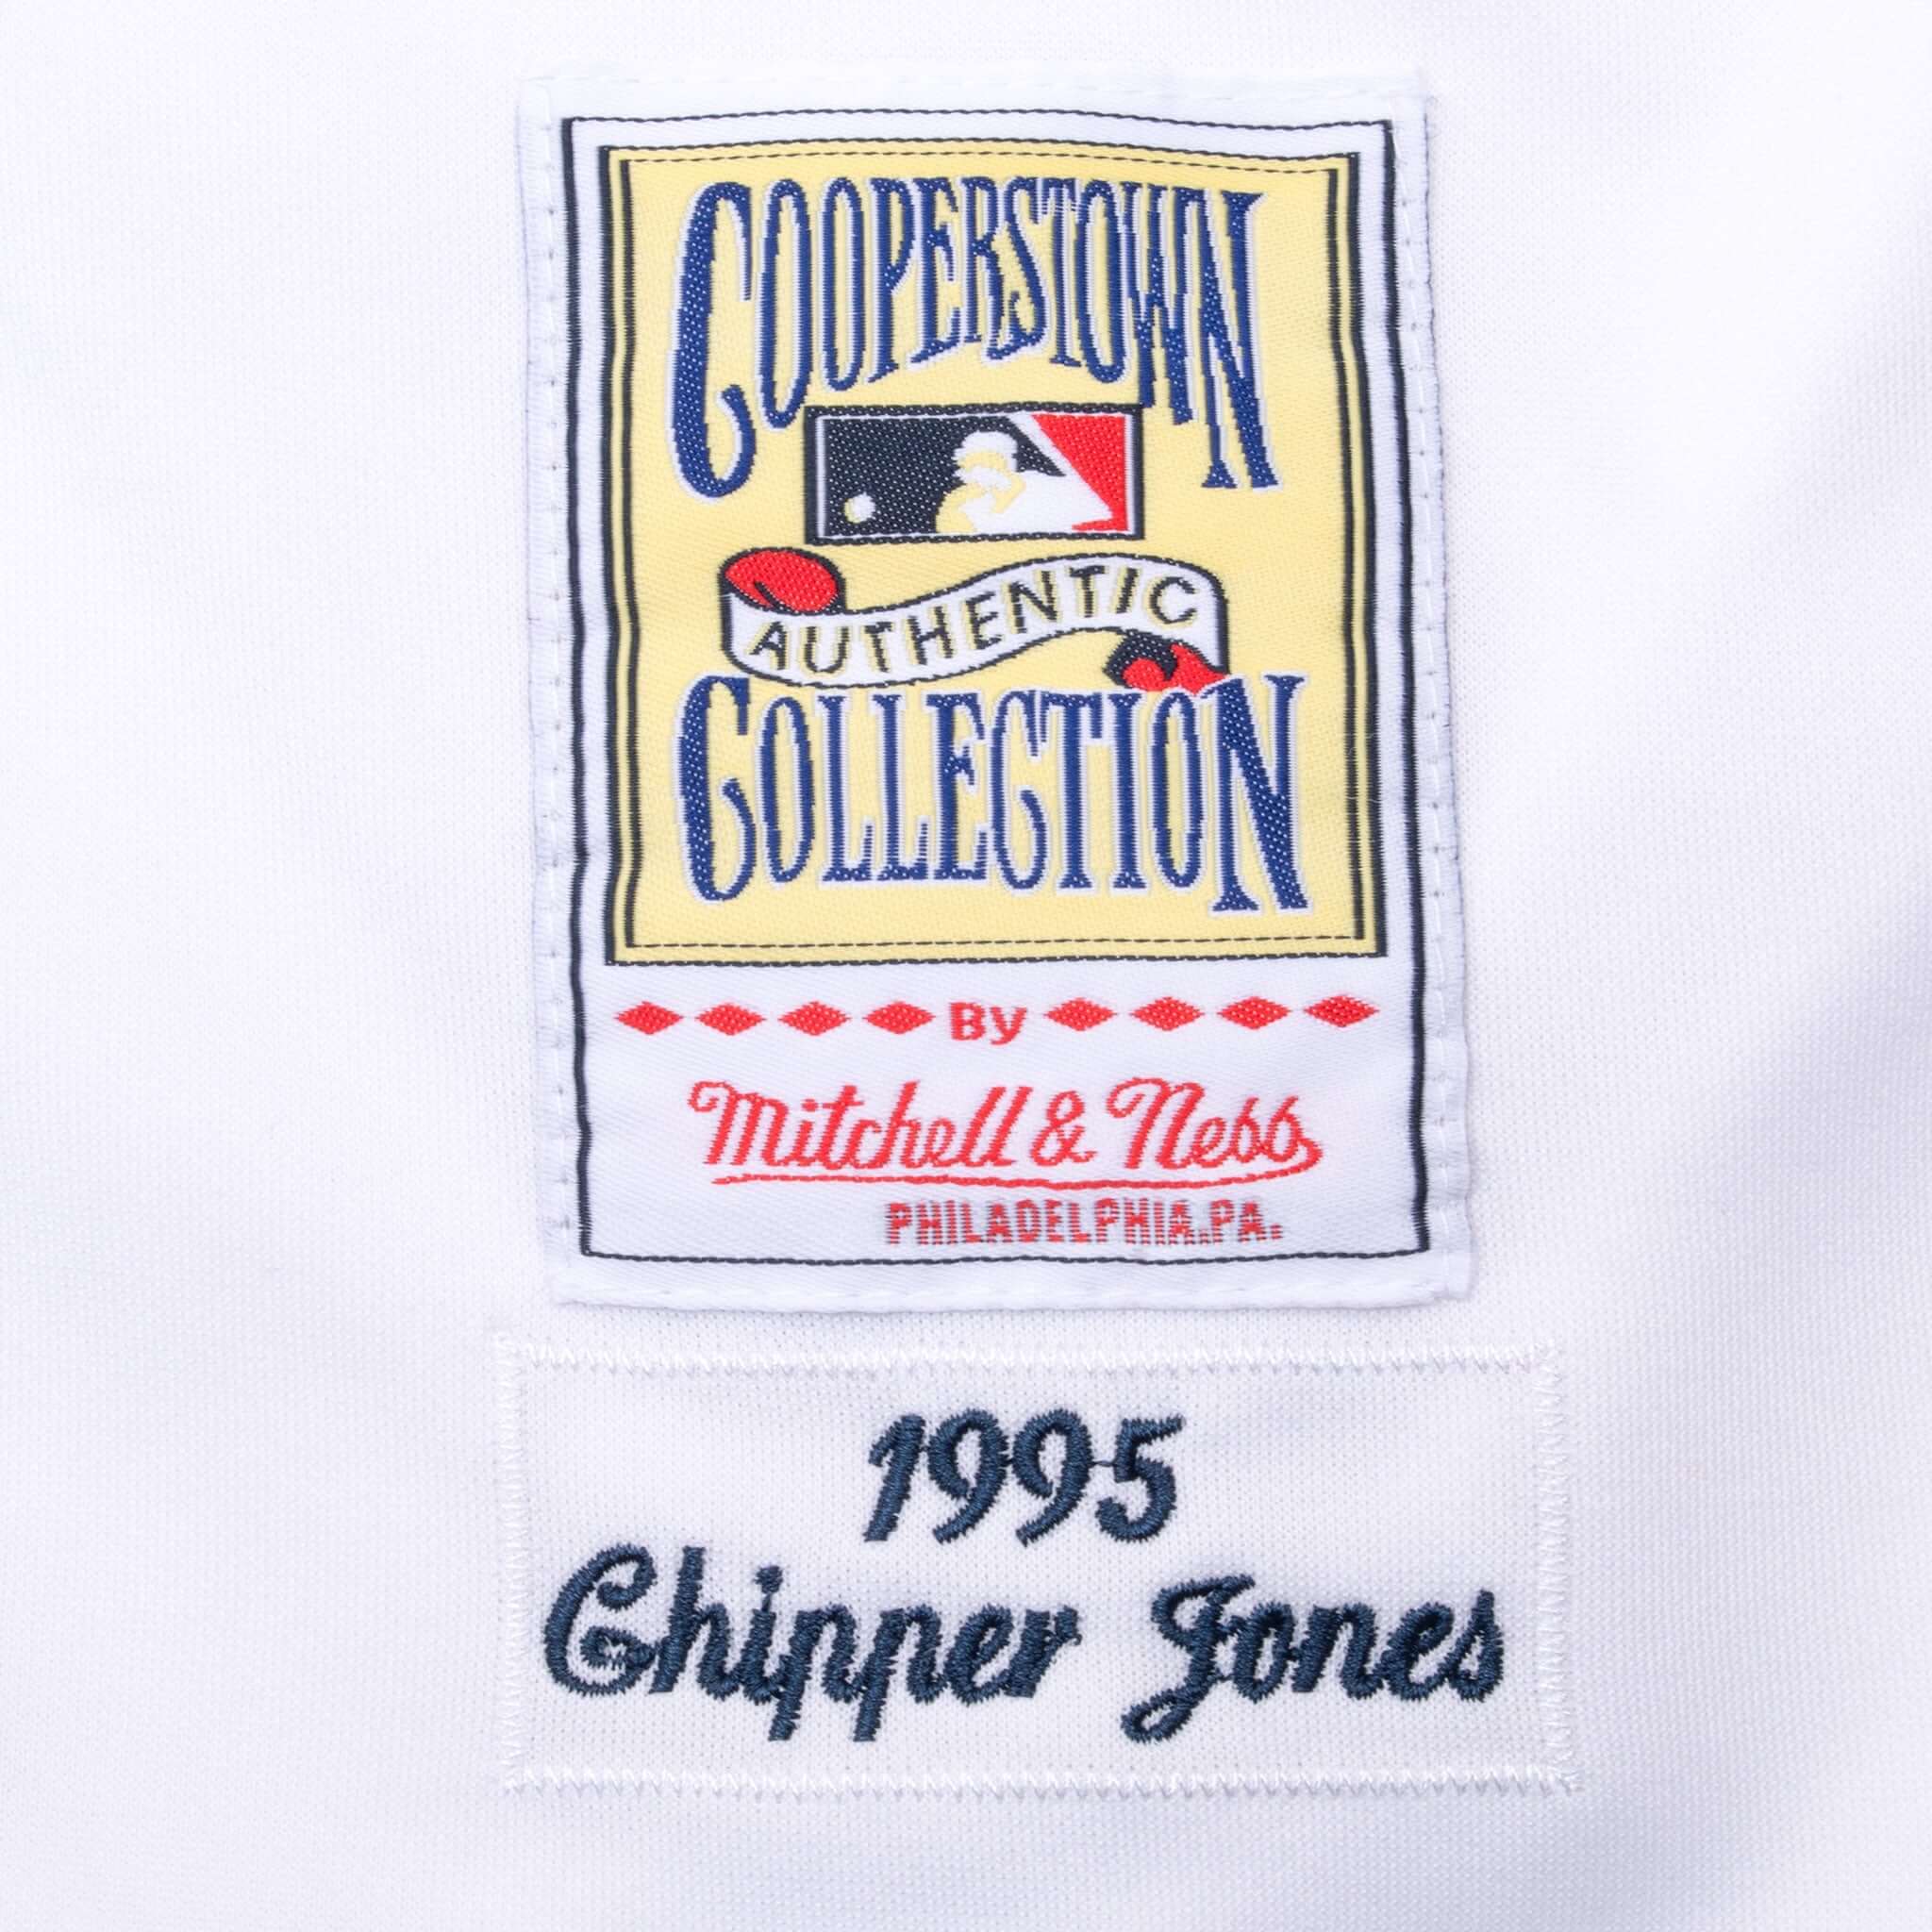 COOPERSTOWN
AUTHENTIC
COLLECTION
By
Mitchell & Ness
PHILADELPHIA.PA.
1995
Chipper Jones